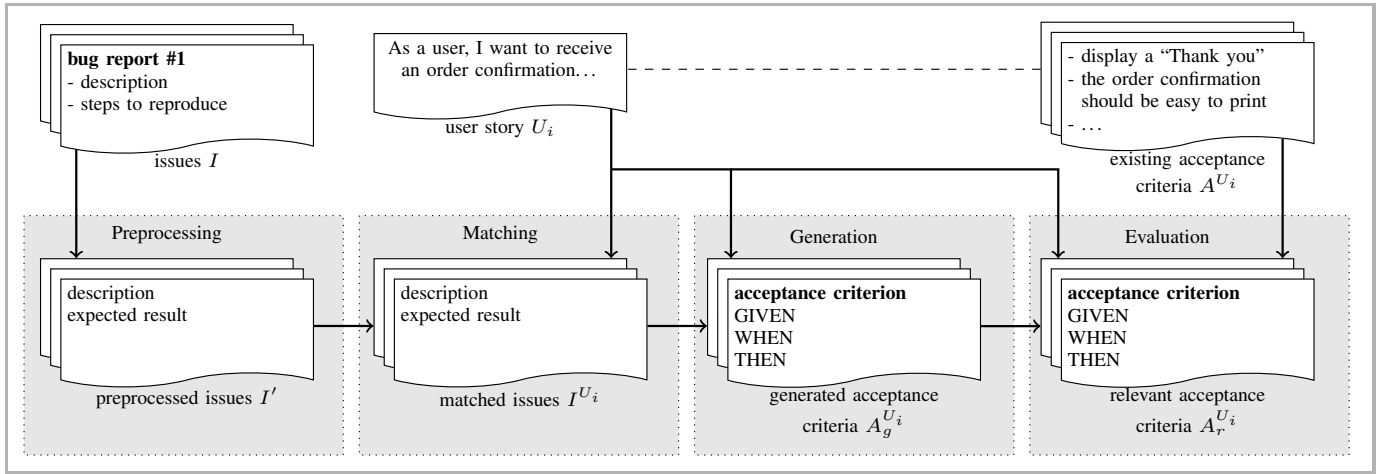 bug report #1
- description
- steps to reproduce
issues I
As a user, I want to receive
an order confirmation…
user story U_i
- display a “Thank you”
- the order confirmation
should be easy to print
- …
existing acceptance
criteria A^{U_i}
Preprocessing
description
expected result
preprocessed issues I′
Matching
description
expected result
matched issues I^{U_i}
Generation
acceptance criterion
GIVEN
WHEN
THEN
generated acceptance
criteria A_g^{U_i}
Evaluation
acceptance criterion
GIVEN
WHEN
THEN
relevant acceptance
criteria A_r^{U_i}